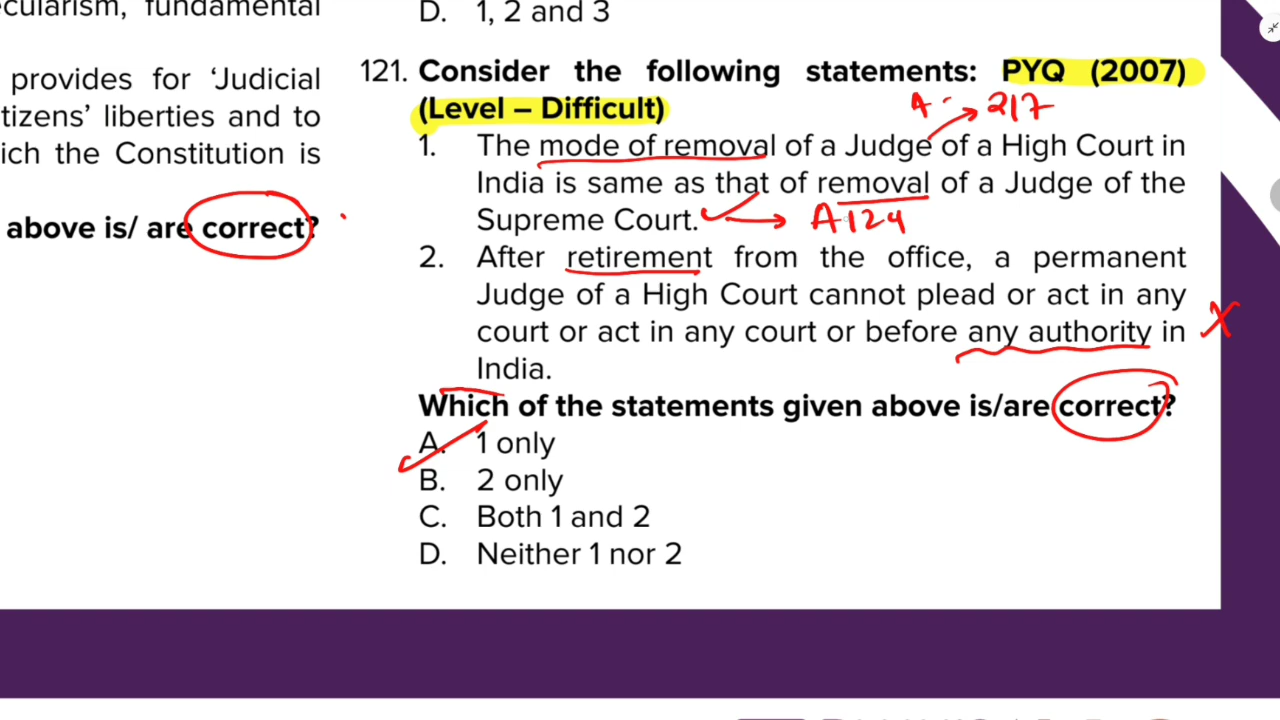 ecularism, fundamental
provides for ‘Judicial
tizens’ liberties and to
ich the Constitution is
above is/ are correct?
D. 1, 2 and 3
121. Consider the following statements: PYQ (2007)
(Level – Difficult)
A → 217
1. The mode of removal of a Judge of a High Court in
India is same as that of removal of a Judge of the
Supreme Court. → A124
2. After retirement from the office, a permanent
Judge of a High Court cannot plead or act in any
court or act in any court or before any authority in
India.
Which of the statements given above is/are correct?
A. 1 only
B. 2 only
C. Both 1 and 2
D. Neither 1 nor 2